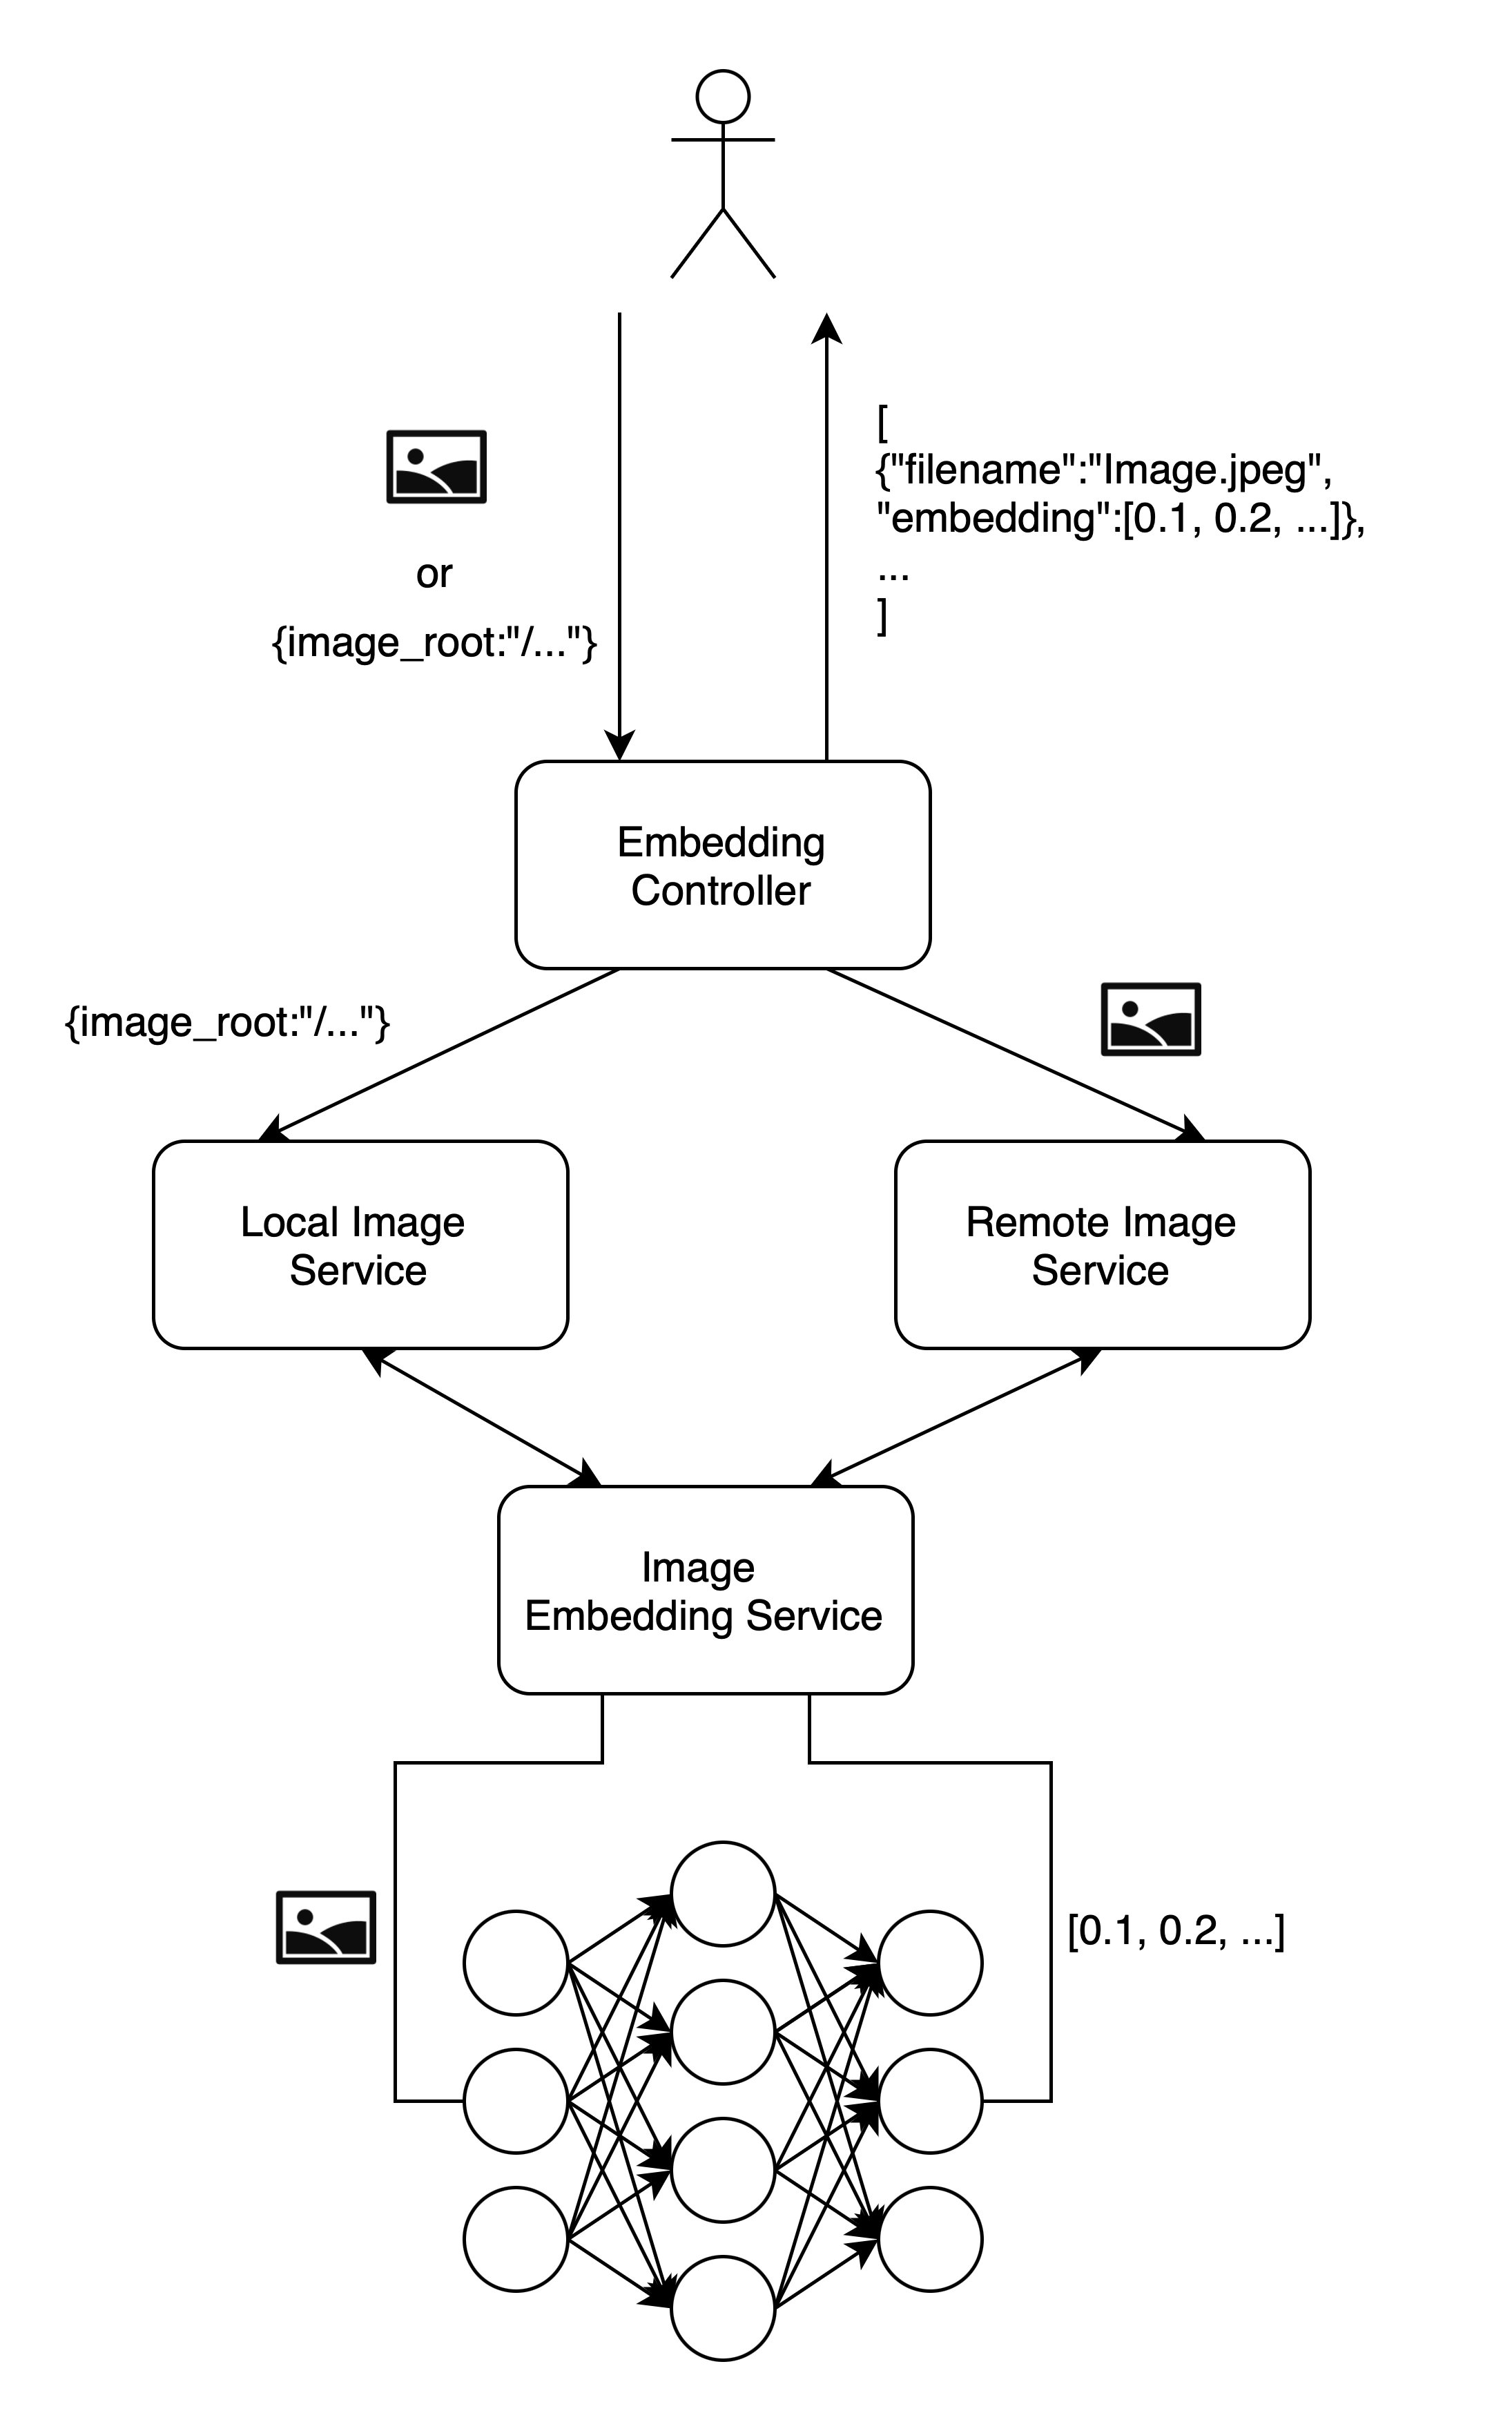 [
{"filename":"Image.jpeg",
"embedding":[0.1, 0.2, ...]},
...
]
or
{image_root:"/..."}
Embedding
Controller
{image_root:"/..."}
Local Image
Service
Remote Image
Service
Image
Embedding Service
[0.1, 0.2, ...]